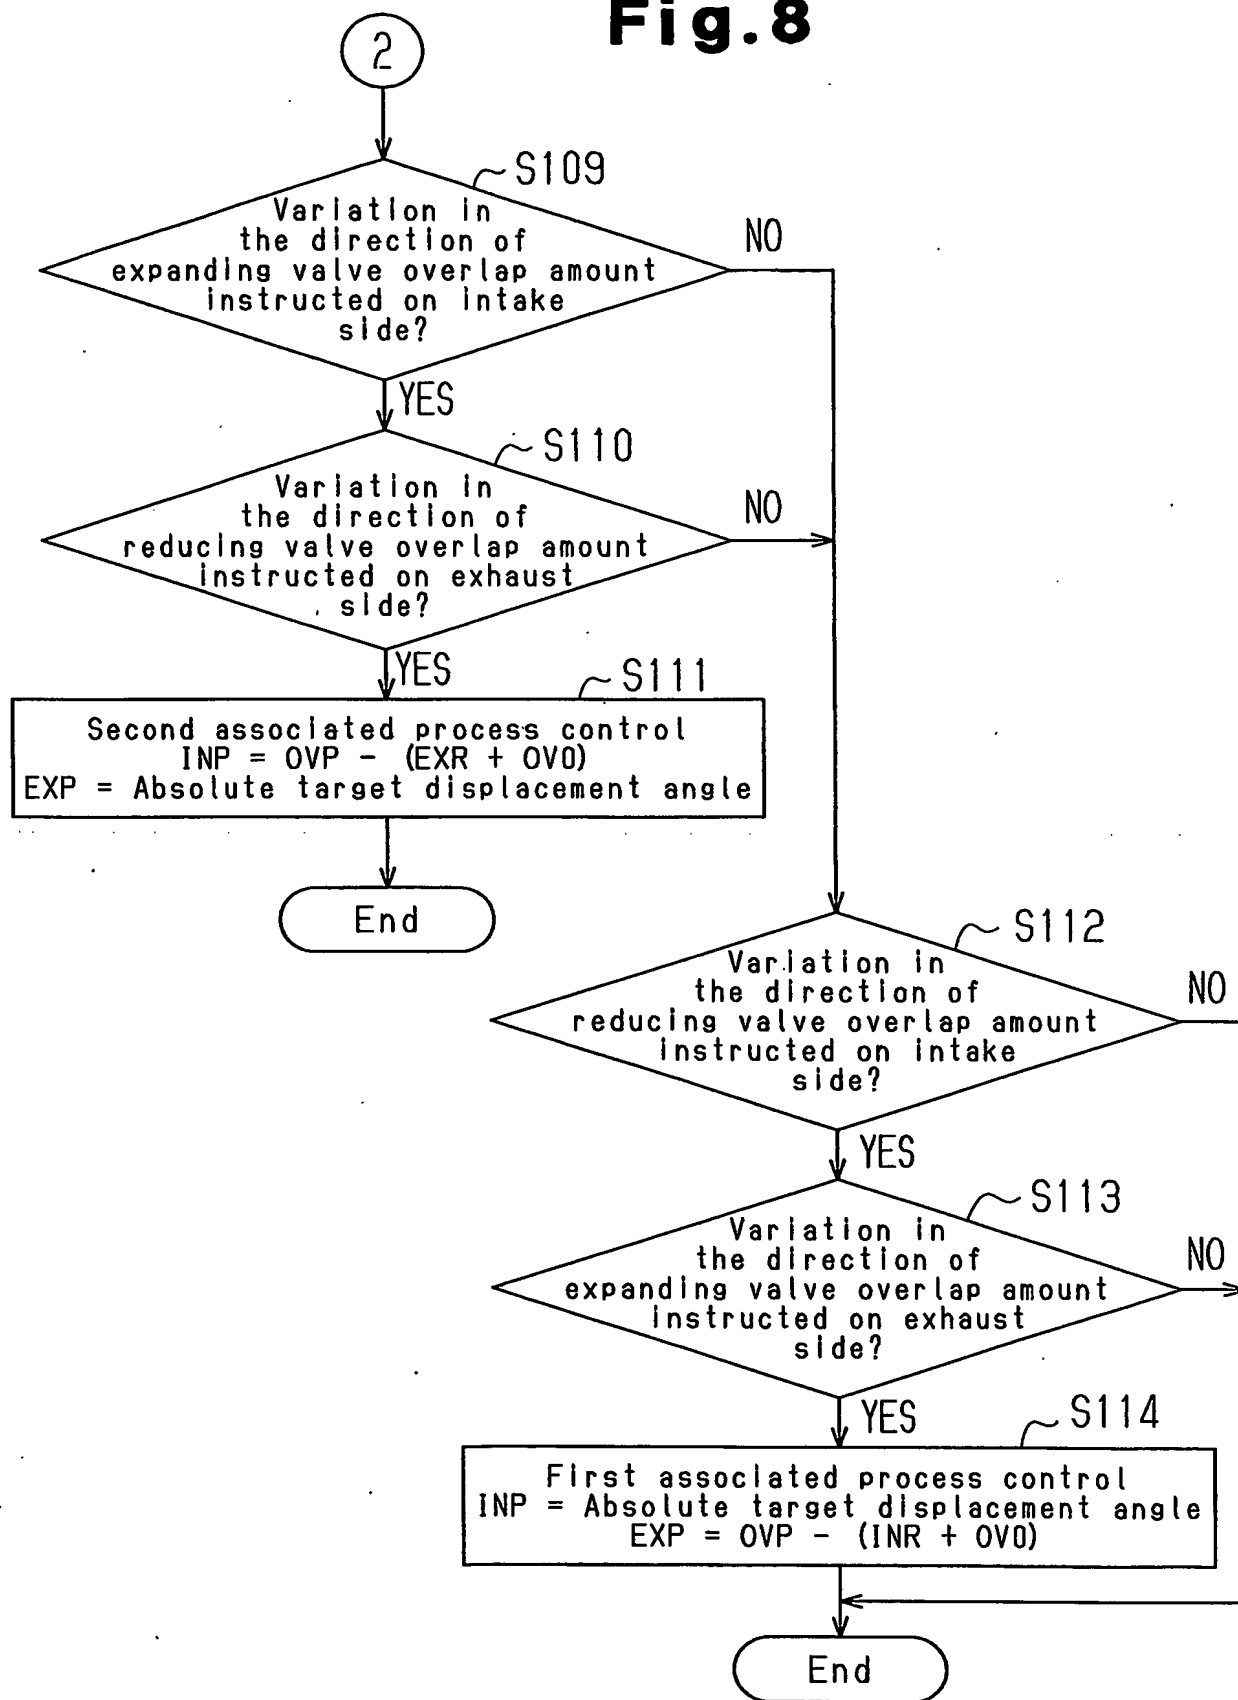 Fig.8
2
S109
Variation in
the direction of
expanding valve overlap amount
instructed on intake
side?
NO
YES
S110
Variation in
the direction of
reducing valve overlap amount
instructed on exhaust
side?
NO
YES
S111
Second associated process control
INP = OVP - (EXR + OV0)
EXP = Absolute target displacement angle
End
S112
Variation in
the direction of
reducing valve overlap amount
instructed on intake
side?
NO
YES
S113
Variation in
the direction of
expanding valve overlap amount
instructed on exhaust
side?
NO
YES
S114
First associated process control
INP = Absolute target displacement angle
EXP = OVP - (INR + OV0)
End